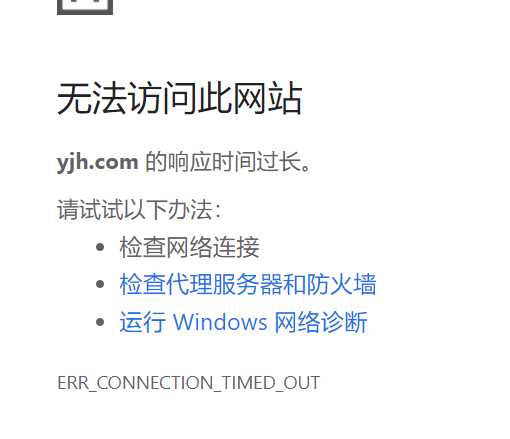 无法访问此网站
yjh.com 的响应时间过长。
请试试以下办法：
检查网络连接
检查代理服务器和防火墙
运行 Windows 网络诊断
ERR_CONNECTION_TIMED_OUT